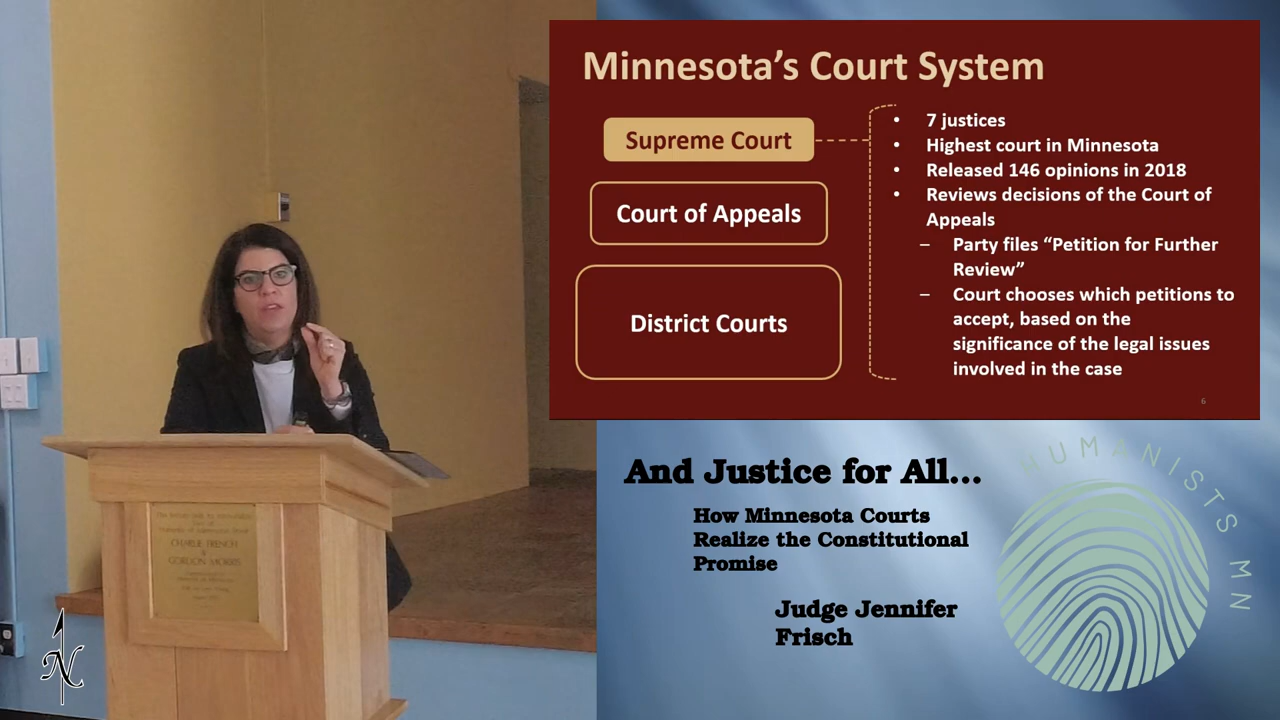 Minnesota's Court System
Supreme Court
Court of Appeals
District Courts
• 7 justices
• Highest court in Minnesota
• Released 146 opinions in 2018
• Reviews decisions of the Court of
Appeals
– Party files “Petition for Further
Review”
– Court chooses which petitions to
accept, based on the
significance of the legal issues
involved in the case
6
And Justice for All...
How Minnesota Courts
Realize the Constitutional
Promise
Judge Jennifer
Frisch
HUMANISTS MN
CHARLIE FRENCH
GORDON MORRIS
N